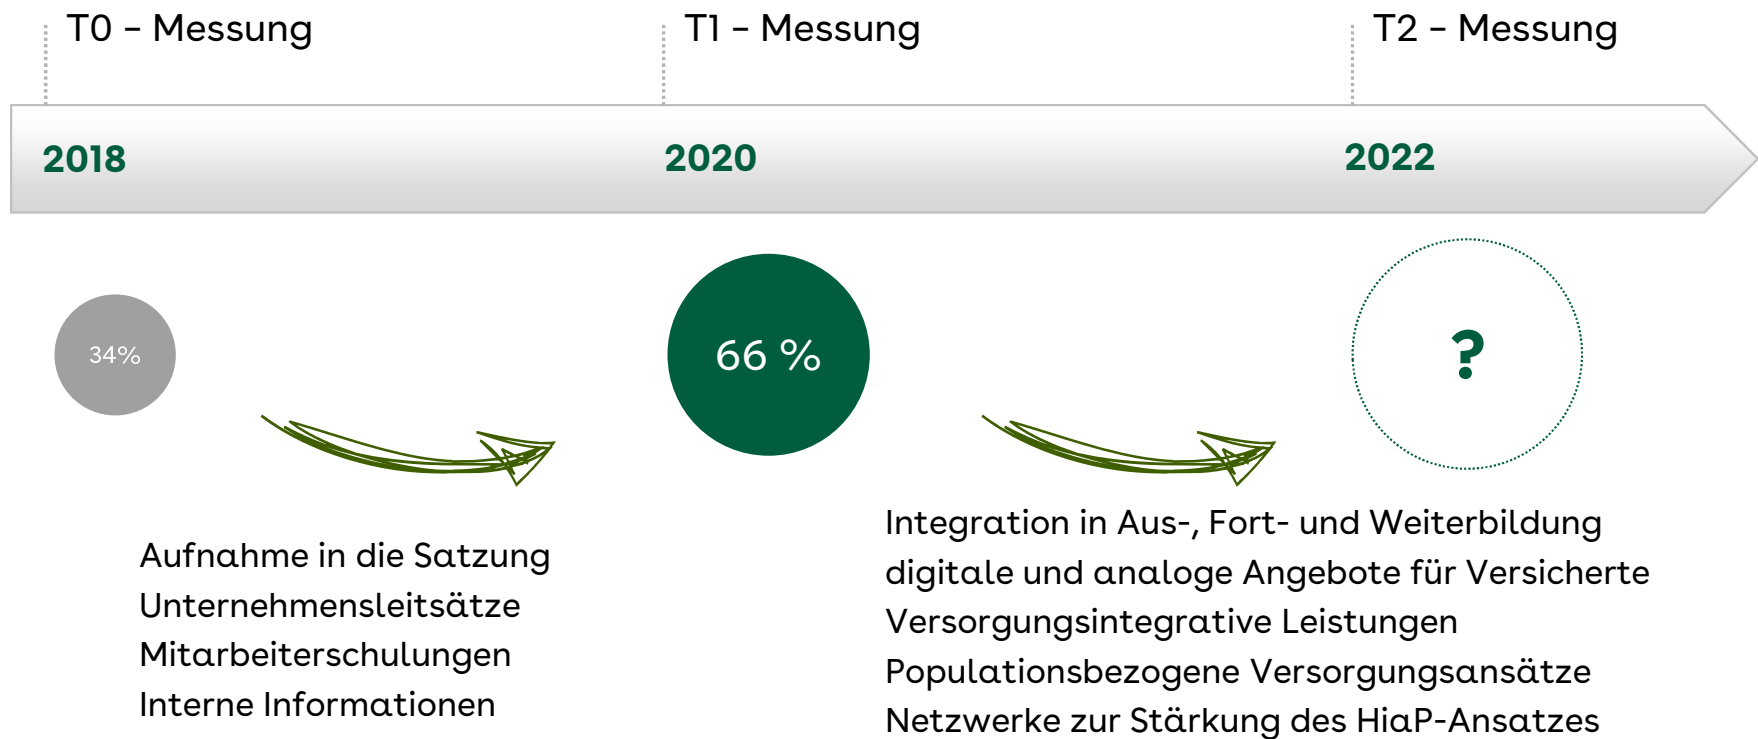 T0 – Messung
T1 – Messung
T2 – Messung
2018
2020
2022
34%
66 %
?
Aufnahme in die Satzung
Unternehmensleitsätze
Mitarbeiterschulungen
Interne Informationen
Integration in Aus-, Fort- und Weiterbildung
digitale und analoge Angebote für Versicherte
Versorgungsintegrative Leistungen
Populationsbezogene Versorgungsansätze
Netzwerke zur Stärkung des HiaP-Ansatzes